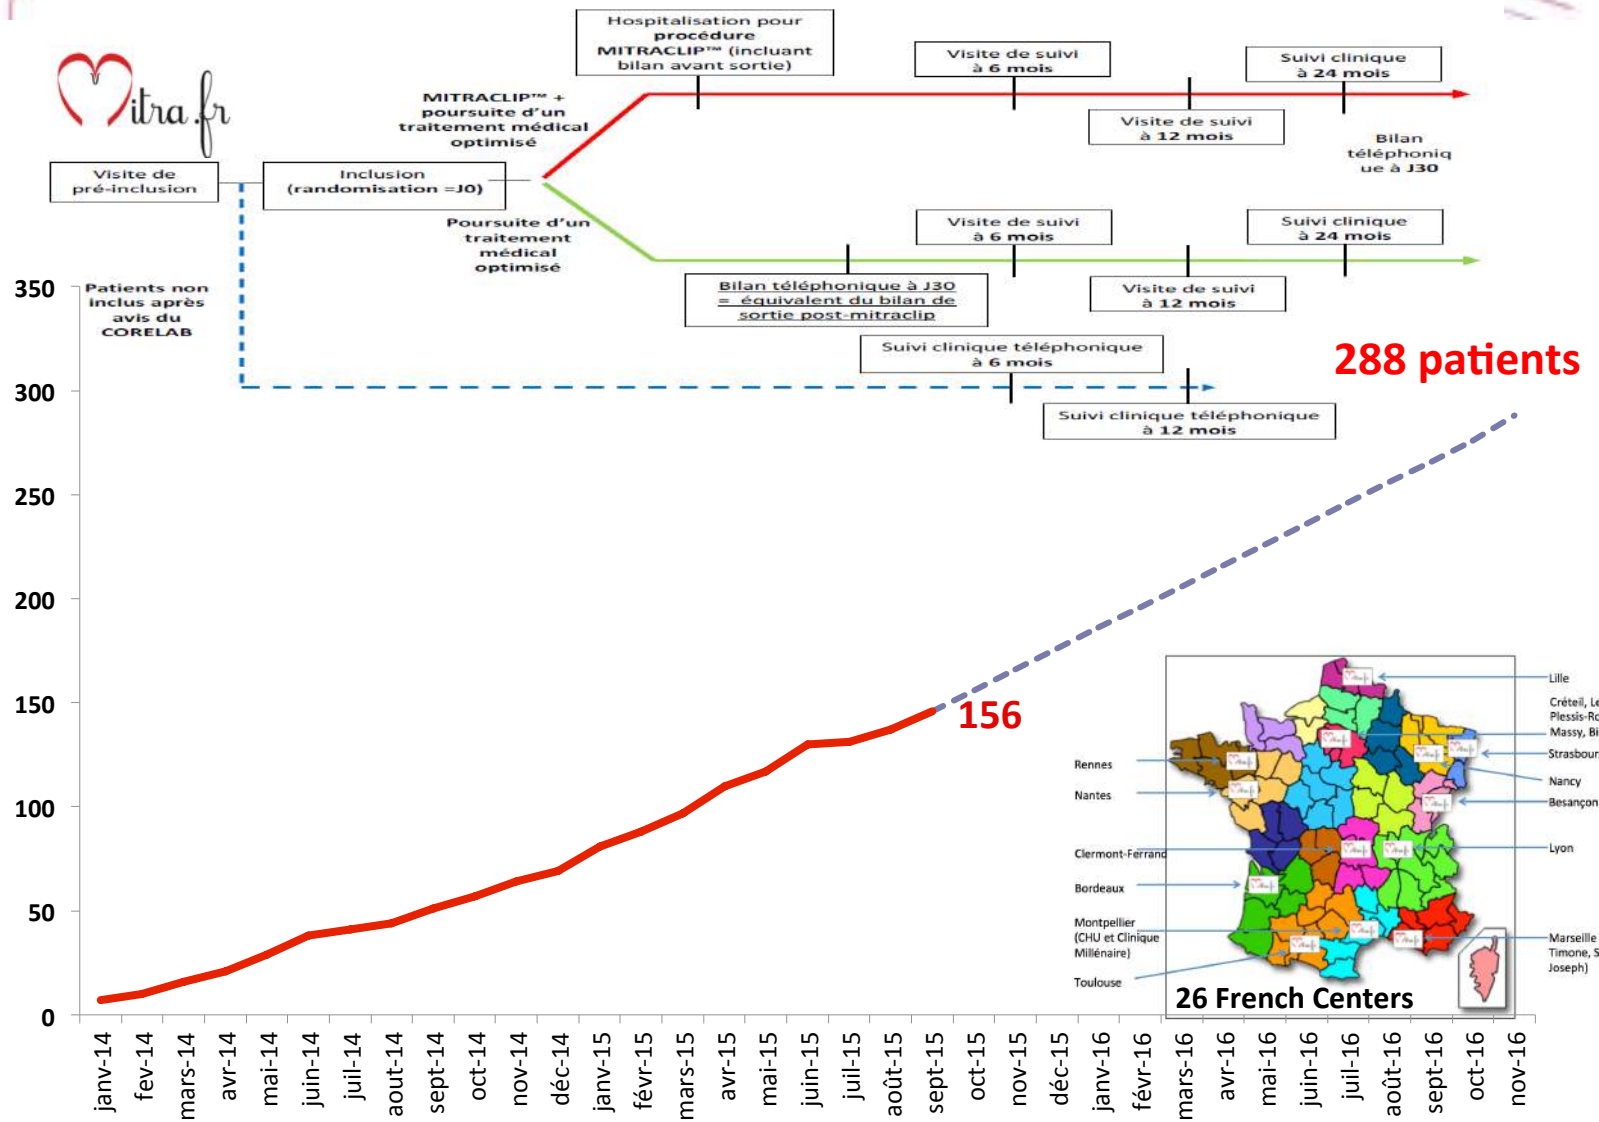 Hospitalisation pour
procédure
MITRACLIP™ (incluant
bilan avant sortie)
Visite de suivi
à 6 mois
Suivi clinique
à 24 mois
itra.fr
MITRACLIP™ +
poursuite d'un
traitement médical
optimisé
Visite de suivi
à 12 mois
Bilan
téléphoniq
ue à J30
Visite de
pré-inclusion
Inclusion
(randomisation =J0)
Poursuite d'un
traitement
médical
optimisé
Visite de suivi
à 6 mois
Suivi clinique
à 24 mois
Bilan téléphonique à J30
= équivalent du bilan de
sortie post-mitraclip
Visite de suivi
à 12 mois
Patients non
inclus après
avis du
CORELAB
Suivi clinique téléphonique
à 6 mois
Suivi clinique téléphonique
à 12 mois
288 patients
156
350
300
250
200
150
100
50
0
Lille
Créteil, Le
Plessis-Ro
Massy, Bi
Strasbour
Nancy
Besançon
Lyon
Marseille
Timone, S
Joseph)
Rennes
Nantes
Clermont-Ferrand
Bordeaux
Montpellier
(CHU et Clinique
Millénaire)
Toulouse
26 French Centers
janv-14
fev-14
mars-14
avr-14
mai-14
juin-14
juil-14
aout-14
sept-14
oct-14
nov-14
déc-14
janv-15
févr-15
mars-15
avr-15
mai-15
juin-15
juil-15
août-15
sept-15
oct-15
nov-15
déc-15
janv-16
févr-16
mars-16
avr-16
mai-16
juin-16
juil-16
août-16
sept-16
oct-16
nov-16